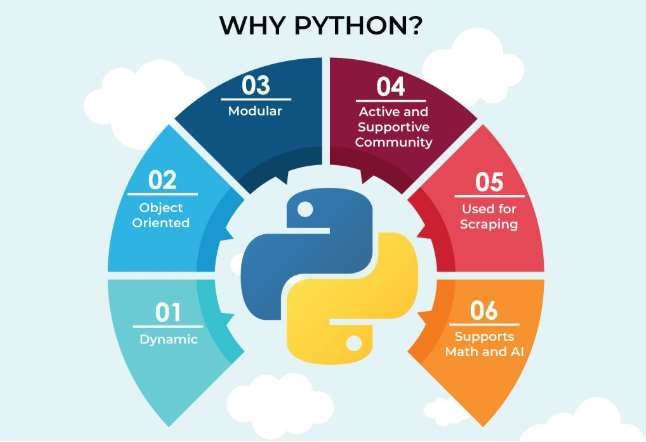 WHY PYTHON?
01
Dynamic
02
Object
Oriented
03
Modular
04
Active and
Supportive
Community
05
Used for
Scraping
06
Supports
Math and AI